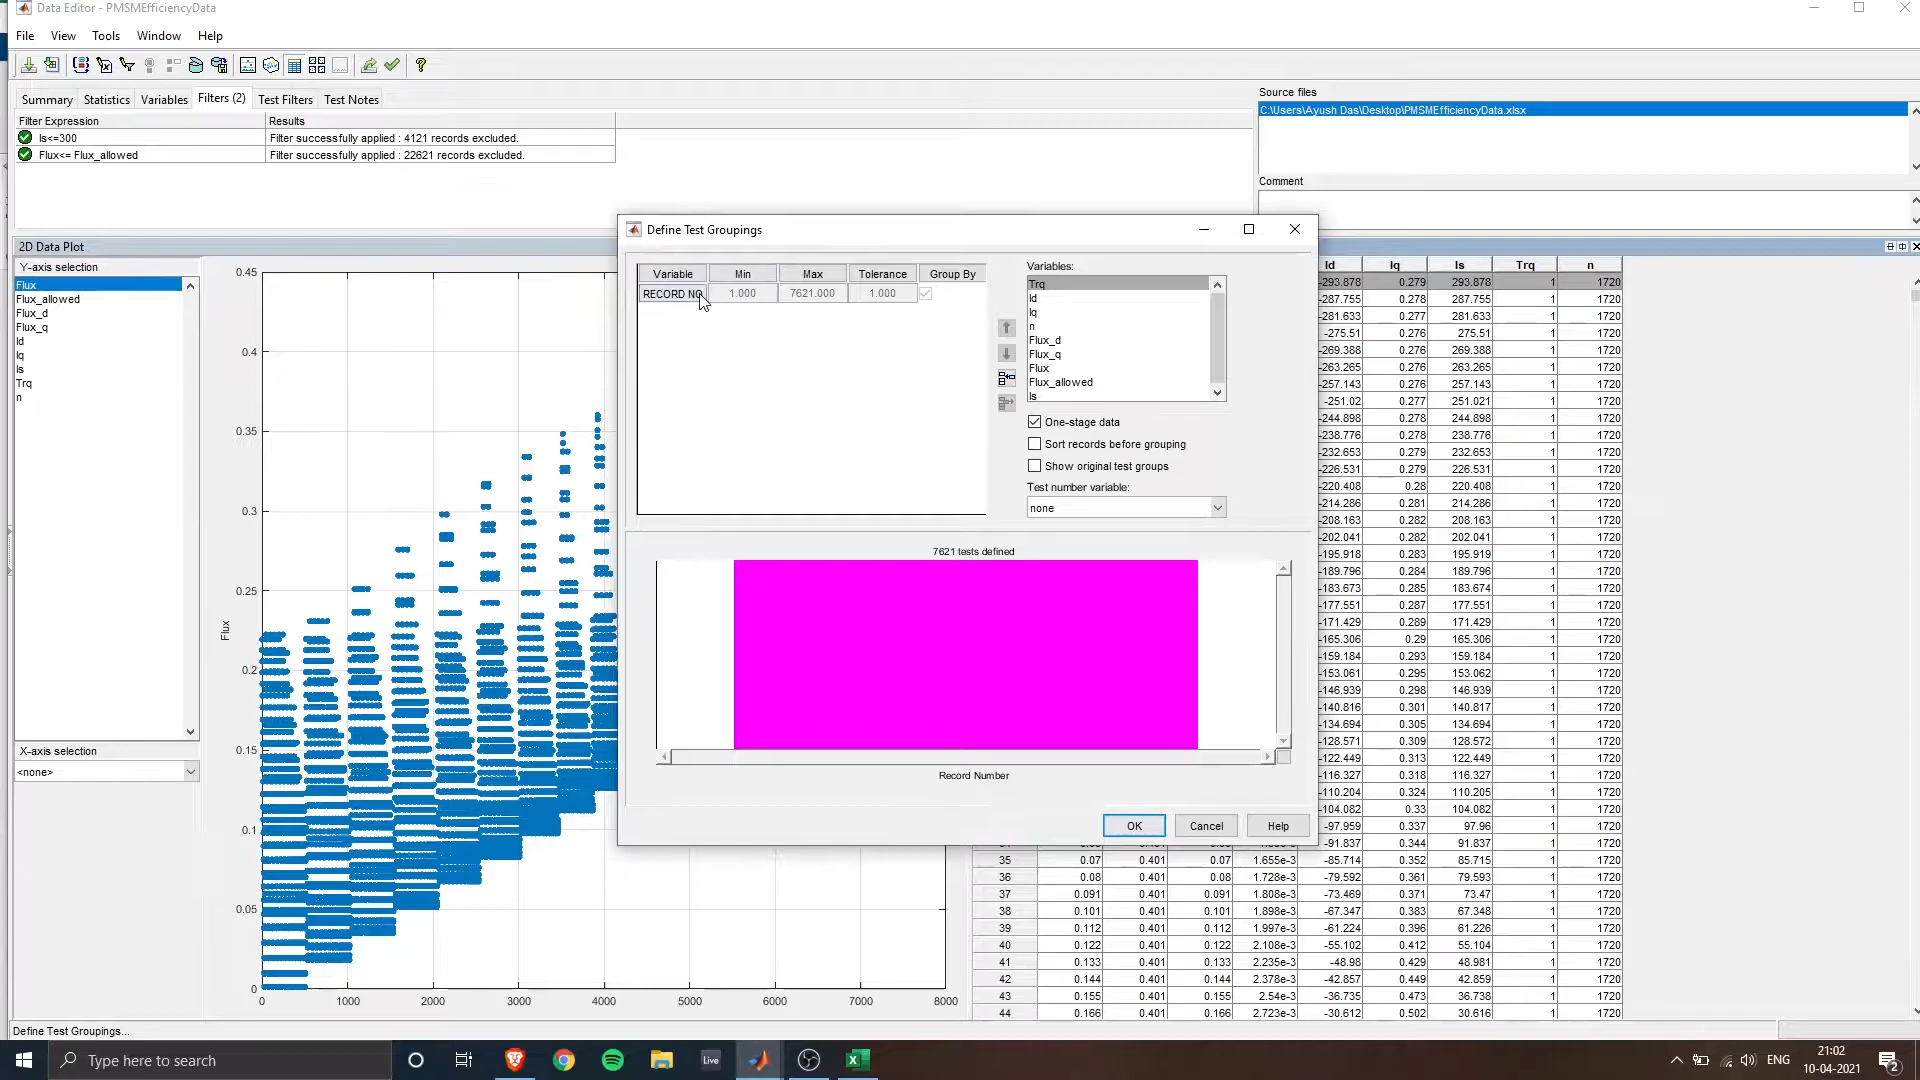 Data Editor - PMSMEfficiencyData
File View Tools Window Help
Summary Statistics Variables Filters (2) Test Filters Test Notes
Filter Expression Results
Is<=300 Filter successfully applied : 4121 records excluded.
Flux<= Flux_allowed Filter successfully applied : 22621 records excluded.
Source files
C:\Users\Ayush Das\Desktop\PMSMEfficiencyData.xlsx
Comment
2D Data Plot
Y-axis selection
Flux
Flux_allowed
Flux_d
Flux_q
Id
Iq
Is
Trq
n
X-axis selection
<none>
0.45
0.4
0.35
0.3
0.25
0.2
0.15
0.1
0.05
0
Flux
0 1000 2000 3000 4000 5000 6000 7000 8000
Define Test Groupings
Variable Min Max Tolerance Group By
RECORD NO 1.000 7621.000 1.000
Variables:
Trq
Id
Iq
n
Flux_d
Flux_q
Flux
Flux_allowed
Is
One-stage data
Sort records before grouping
Show original test groups
Test number variable:
none
7621 tests defined
Record Number
OK Cancel Help
Id Iq Is Trq n
-293.878 0.279 293.878 1 1720
-287.755 0.278 287.755 1 1720
-281.633 0.277 281.633 1 1720
-275.51 0.276 275.51 1 1720
-269.388 0.276 269.388 1 1720
-263.265 0.276 263.265 1 1720
-257.143 0.276 257.143 1 1720
-251.02 0.277 251.021 1 1720
-244.898 0.278 244.898 1 1720
-238.776 0.278 238.776 1 1720
-232.653 0.279 232.653 1 1720
-226.531 0.279 226.531 1 1720
-220.408 0.28 220.408 1 1720
-214.286 0.281 214.286 1 1720
-208.163 0.282 208.163 1 1720
-202.041 0.282 202.041 1 1720
-195.918 0.283 195.919 1 1720
-189.796 0.284 189.796 1 1720
-183.673 0.285 183.674 1 1720
-177.551 0.287 177.551 1 1720
-171.429 0.289 171.429 1 1720
-165.306 0.29 165.306 1 1720
-159.184 0.293 159.184 1 1720
-153.061 0.295 153.062 1 1720
-146.939 0.298 146.939 1 1720
-140.816 0.301 140.817 1 1720
-134.694 0.305 134.694 1 1720
-128.571 0.309 128.572 1 1720
-122.449 0.313 122.449 1 1720
-116.327 0.318 116.327 1 1720
-110.204 0.324 110.205 1 1720
-104.082 0.33 104.082 1 1720
-97.959 0.337 97.96 1 1720
-91.837 0.344 91.837 1 1720
35 0.07 0.401 0.07 1.655e-3 -85.714 0.352 85.715 1 1720
36 0.08 0.401 0.08 1.728e-3 -79.592 0.361 79.593 1 1720
37 0.091 0.401 0.091 1.808e-3 -73.469 0.371 73.47 1 1720
38 0.101 0.401 0.101 1.898e-3 -67.347 0.383 67.348 1 1720
39 0.112 0.401 0.112 1.997e-3 -61.224 0.396 61.226 1 1720
40 0.122 0.401 0.122 2.108e-3 -55.102 0.412 55.104 1 1720
41 0.133 0.401 0.133 2.235e-3 -48.98 0.429 48.981 1 1720
42 0.144 0.401 0.144 2.378e-3 -42.857 0.449 42.859 1 1720
43 0.155 0.401 0.155 2.54e-3 -36.735 0.473 36.738 1 1720
44 0.166 0.401 0.166 2.723e-3 -30.612 0.502 30.616 1 1720
Define Test Groupings...
Type here to search
Live
ENG
21:02
10-04-2021
2